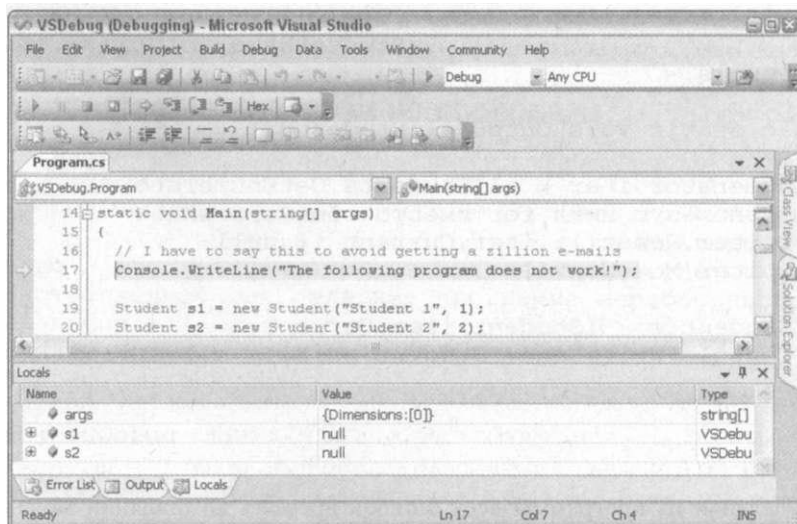 VSDebug (Debugging) - Microsoft Visual Studio
File Edit View Project Build Debug Data Tools Window Community Help
Debug Any CPU
Hex
Program.cs
VSDebug.Program Main(string[] args)
14 static void Main(string[] args)
15 {
16 // I have to say this to avoid getting a zillion e-mails:
17 Console.WriteLine("The following program does not work!");
18
19 Student s1 = new Student("Student 1", 1);
20 Student s2 = new Student("Student 2", 2);
Class View
Solution Explorer
Locals
Name Value Type
args {Dimensions:[0]} string[]
s1 null VSDebu
s2 null VSDebu
Error List Output Locals
Ready Ln 17 Col 7 Ch 4 INS